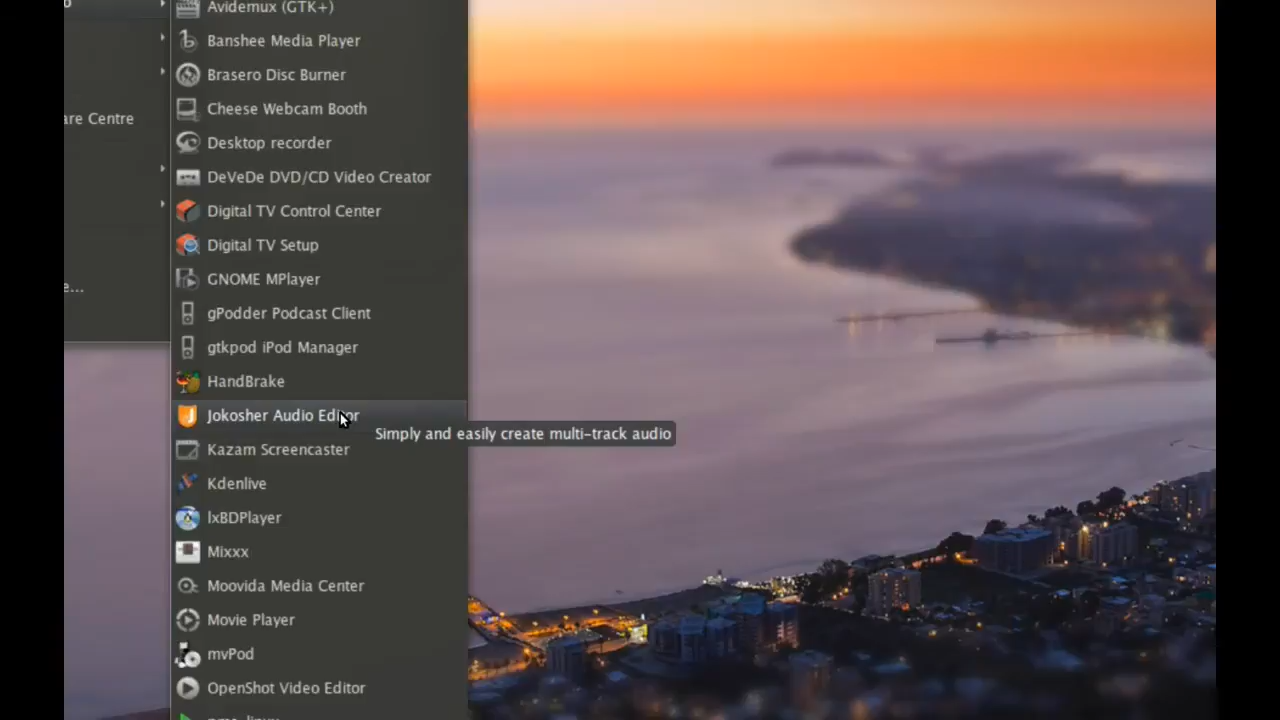 Avidemux (GTK+)
Banshee Media Player
Brasero Disc Burner
Cheese Webcam Booth
Desktop recorder
are Centre
DeVeDe DVD/CD Video Creator
Digital TV Control Center
Digital TV Setup
GNOME MPlayer
e...
gPodder Podcast Client
gtkpod iPod Manager
HandBrake
Jokosher Audio Editor
Simply and easily create multi-track audio
Kazam Screencaster
Kdenlive
lxBDPlayer
Mixxx
Moovida Media Center
Movie Player
mvPod
OpenShot Video Editor